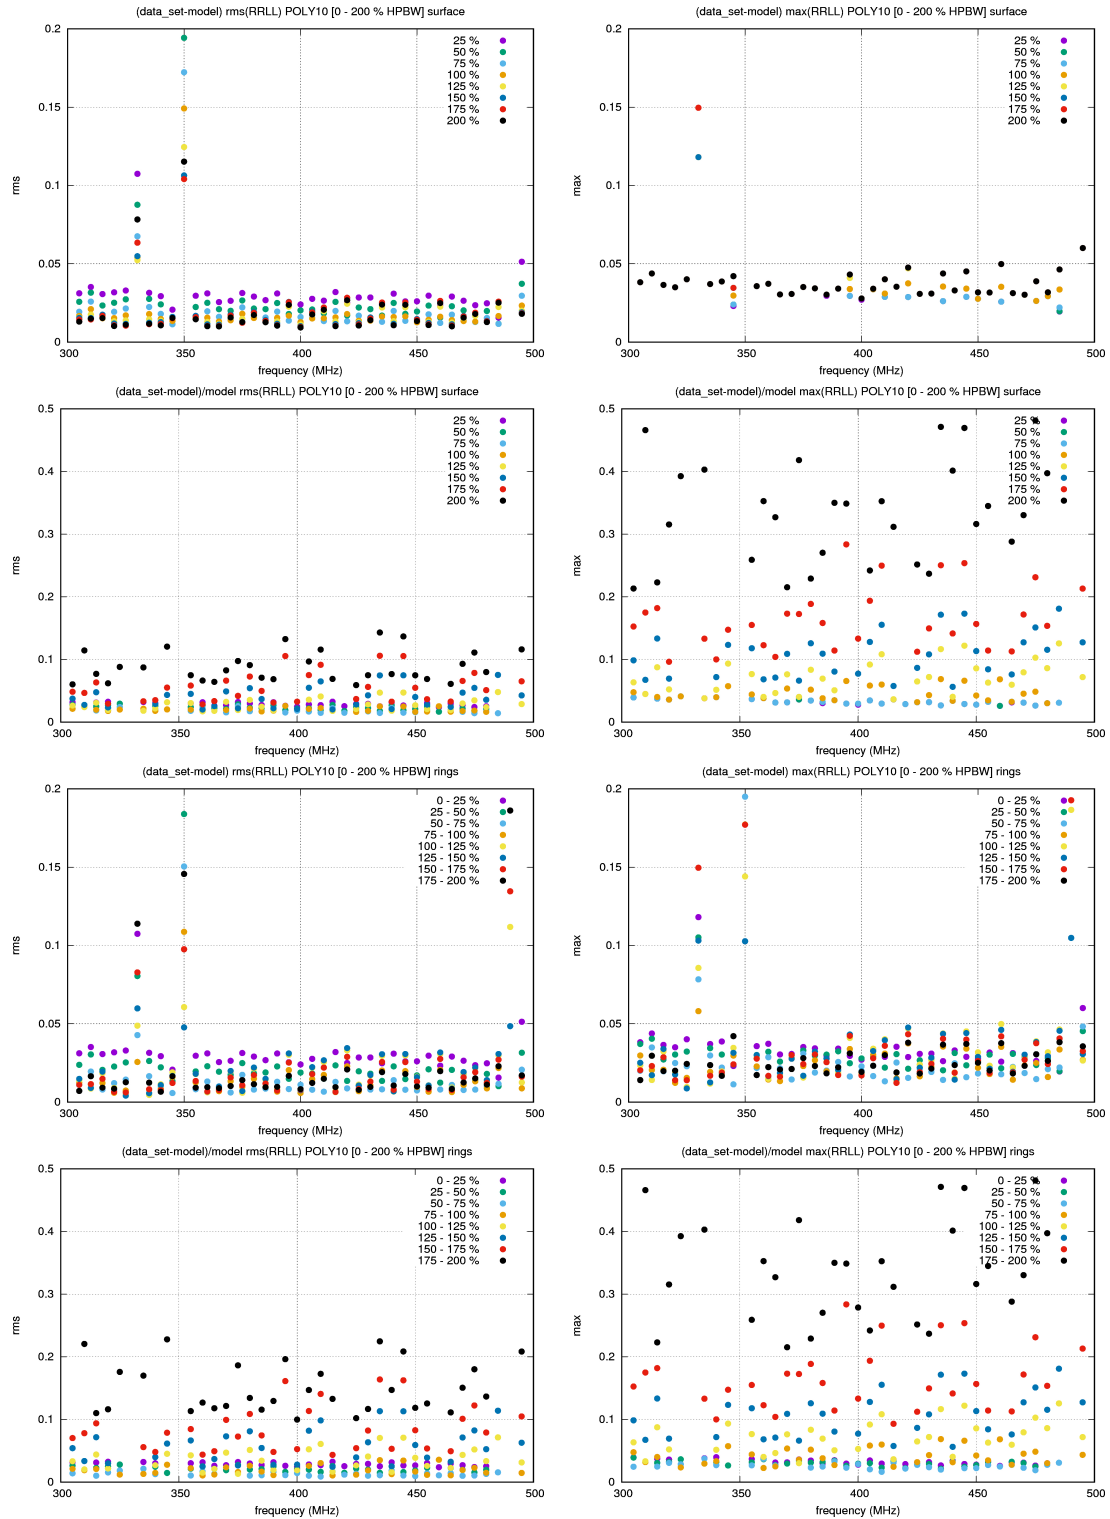 (data_set-model) rms(RRLL) POLY10 [0 - 200 % HPBW] surface
0.2
0.15
0.1
0.05
0
rms
25 %
50 %
75 %
100 %
125 %
150 %
175 %
200 %
300
350
400
450
500
frequency (MHz)
(data_set-model) max(RRLL) POLY10 [0 - 200 % HPBW] surface
0.2
0.15
0.1
0.05
0
max
25 %
50 %
75 %
100 %
125 %
150 %
175 %
200 %
300
350
400
450
500
frequency (MHz)
(data_set-model)/model rms(RRLL) POLY10 [0 - 200 % HPBW] surface
0.5
0.4
0.3
0.2
0.1
0
rms
25 %
50 %
75 %
100 %
125 %
150 %
175 %
200 %
300
350
400
450
500
frequency (MHz)
(data_set-model)/model max(RRLL) POLY10 [0 - 200 % HPBW] surface
0.5
0.4
0.3
0.2
0.1
0
max
25 %
50 %
75 %
100 %
125 %
150 %
175 %
200 %
300
350
400
450
500
frequency (MHz)
(data_set-model) rms(RRLL) POLY10 [0 - 200 % HPBW] rings
0.2
0.15
0.1
0.05
0
rms
0 - 25 %
25 - 50 %
50 - 75 %
75 - 100 %
100 - 125 %
125 - 150 %
150 - 175 %
175 - 200 %
300
350
400
450
500
frequency (MHz)
(data_set-model) max(RRLL) POLY10 [0 - 200 % HPBW] rings
0.2
0.15
0.1
0.05
0
max
0 - 25 %
25 - 50 %
50 - 75 %
75 - 100 %
100 - 125 %
125 - 150 %
150 - 175 %
175 - 200 %
300
350
400
450
500
frequency (MHz)
(data_set-model)/model rms(RRLL) POLY10 [0 - 200 % HPBW] rings
0.5
0.4
0.3
0.2
0.1
0
rms
0 - 25 %
25 - 50 %
50 - 75 %
75 - 100 %
100 - 125 %
125 - 150 %
150 - 175 %
175 - 200 %
300
350
400
450
500
frequency (MHz)
(data_set-model)/model max(RRLL) POLY10 [0 - 200 % HPBW] rings
0.5
0.4
0.3
0.2
0.1
0
max
0 - 25 %
25 - 50 %
50 - 75 %
75 - 100 %
100 - 125 %
125 - 150 %
150 - 175 %
175 - 200 %
300
350
400
450
500
frequency (MHz)